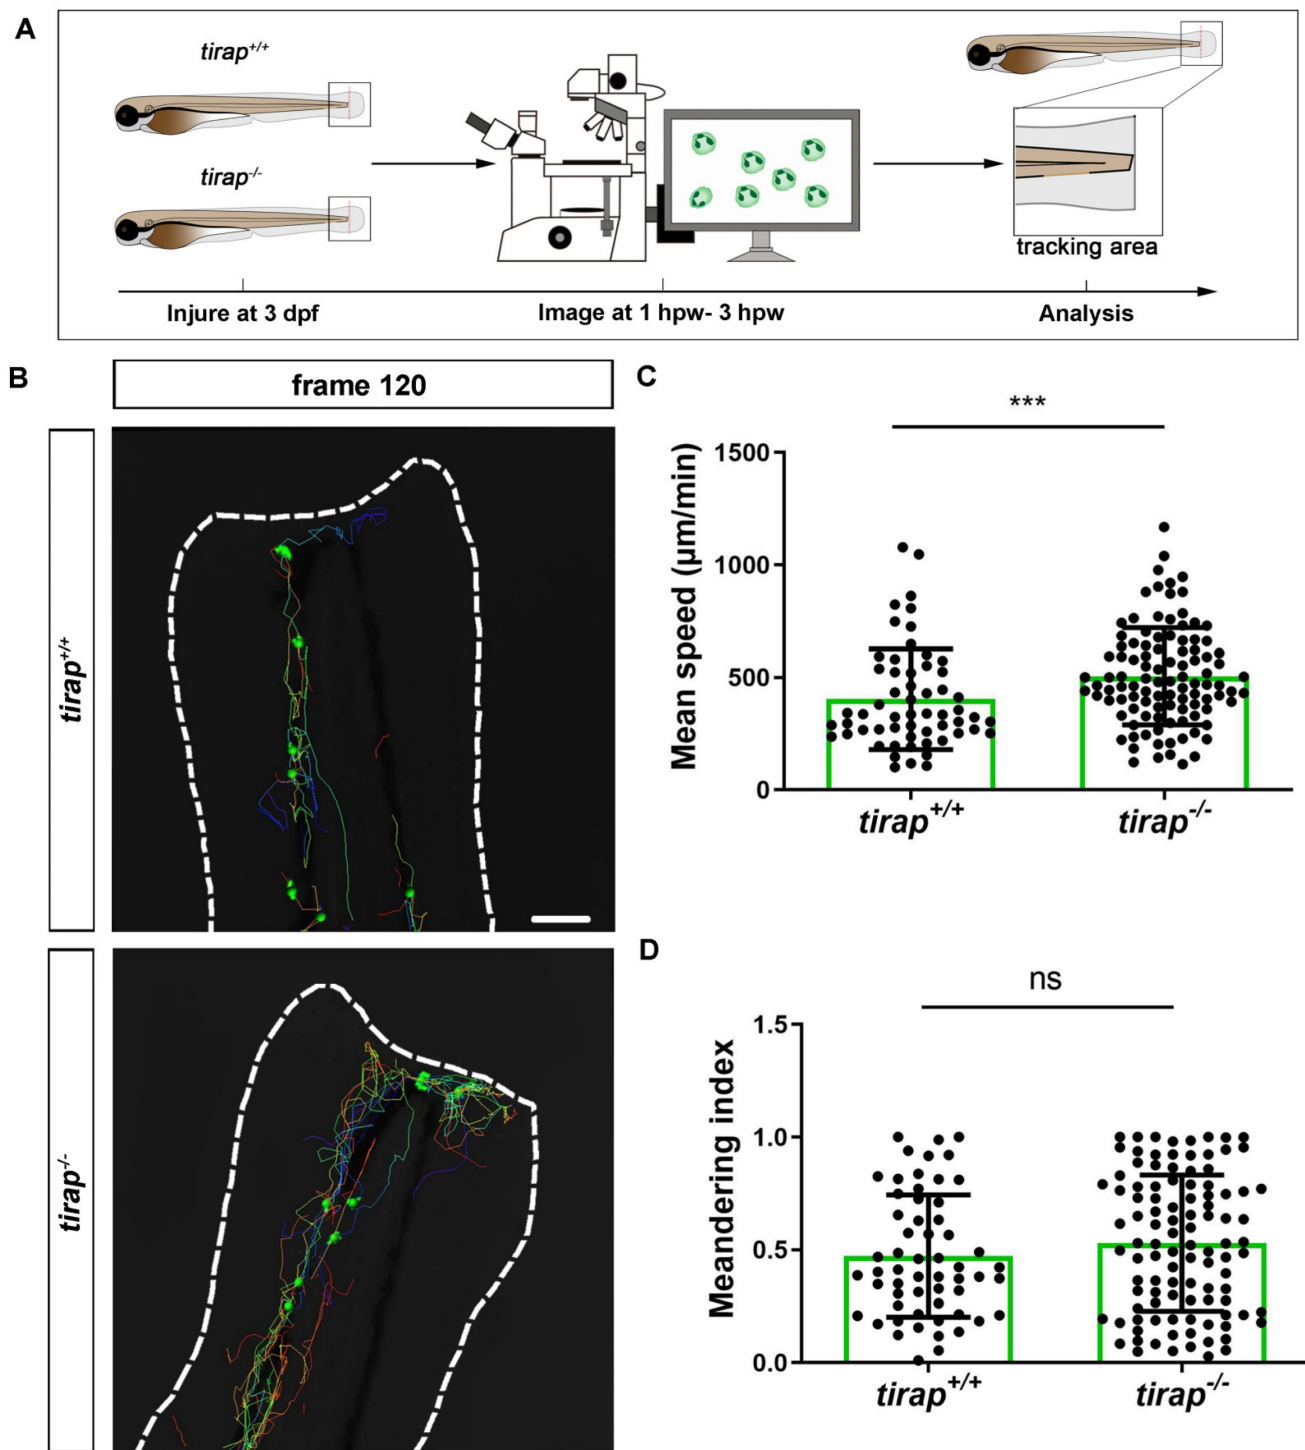 A
tirap+/+
tirap-/-
tracking area
Injure at 3 dpf
Image at 1 hpw- 3 hpw
Analysis
B
frame 120
tirap+/+
tirap-/-
C
***
Mean speed (µm/min)
1500
1000
500
0
tirap+/+
tirap-/-
D
ns
Meandering index
1.5
1.0
0.5
0.0
tirap+/+
tirap-/-